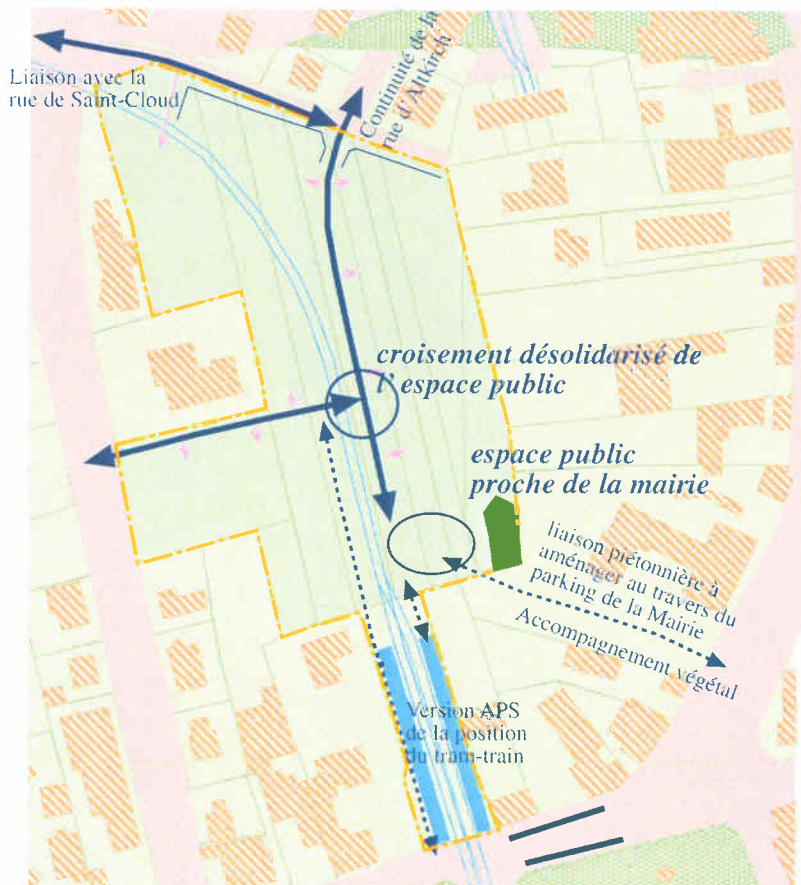 Liaison avec la
rue de Saint-Cloud
Continuité de la
rue d'Altkirch
croisement désolidarisé de
l'espace public
espace public
proche de la mairie
liaison piétonnière à
aménager au travers du
parking de la Mairie
Accompagnement végétal
Version APS
de la position
du tram-train